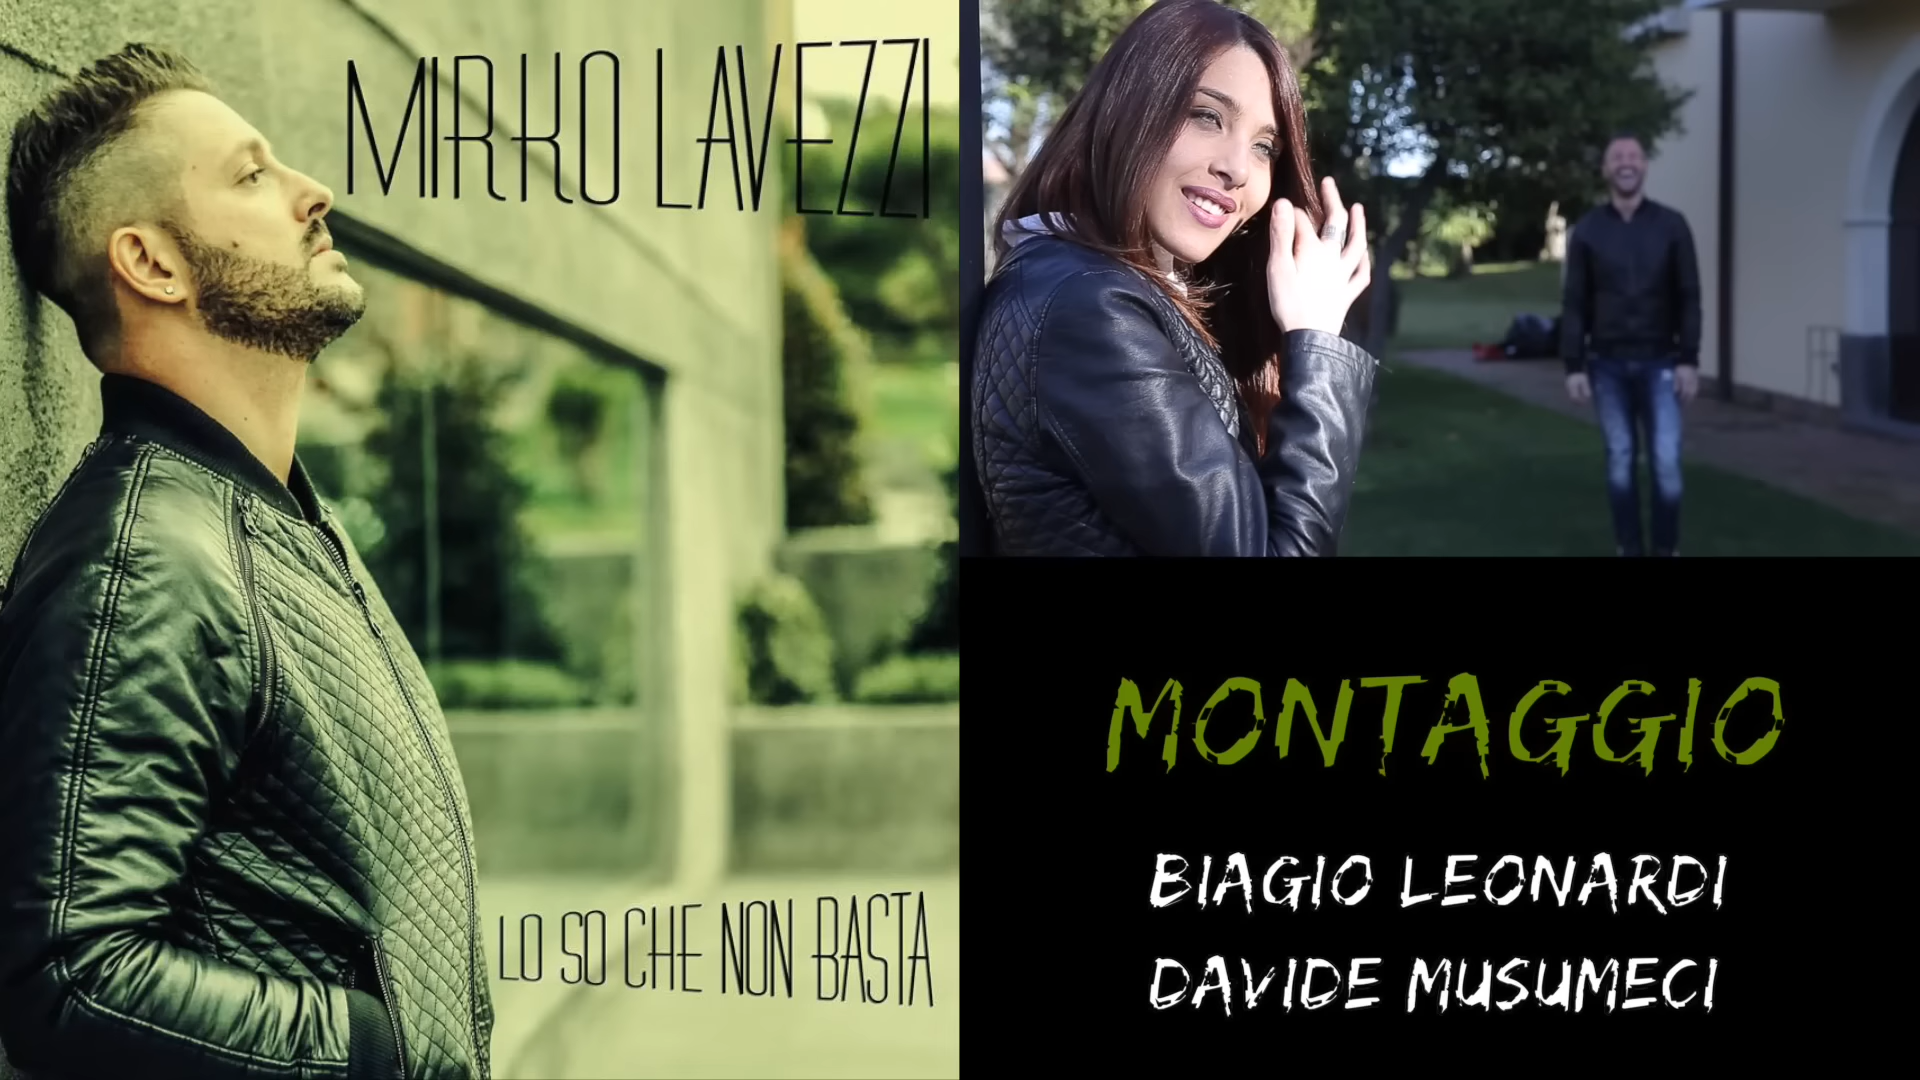 MIRKO LAVEZZI
LO SO CHE NON BASTA
MONTAGGIO
BIAGIO LEONARDI
DAVIDE MUSUMECI